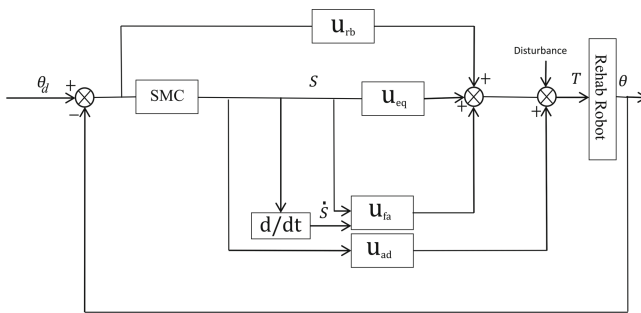 u_rb
Disturbance
θ_d
+
−
SMC
S
u_eq
+
+
+
T
Rehab Robot
θ
d/dt
Ṡ
u_fa
u_ad